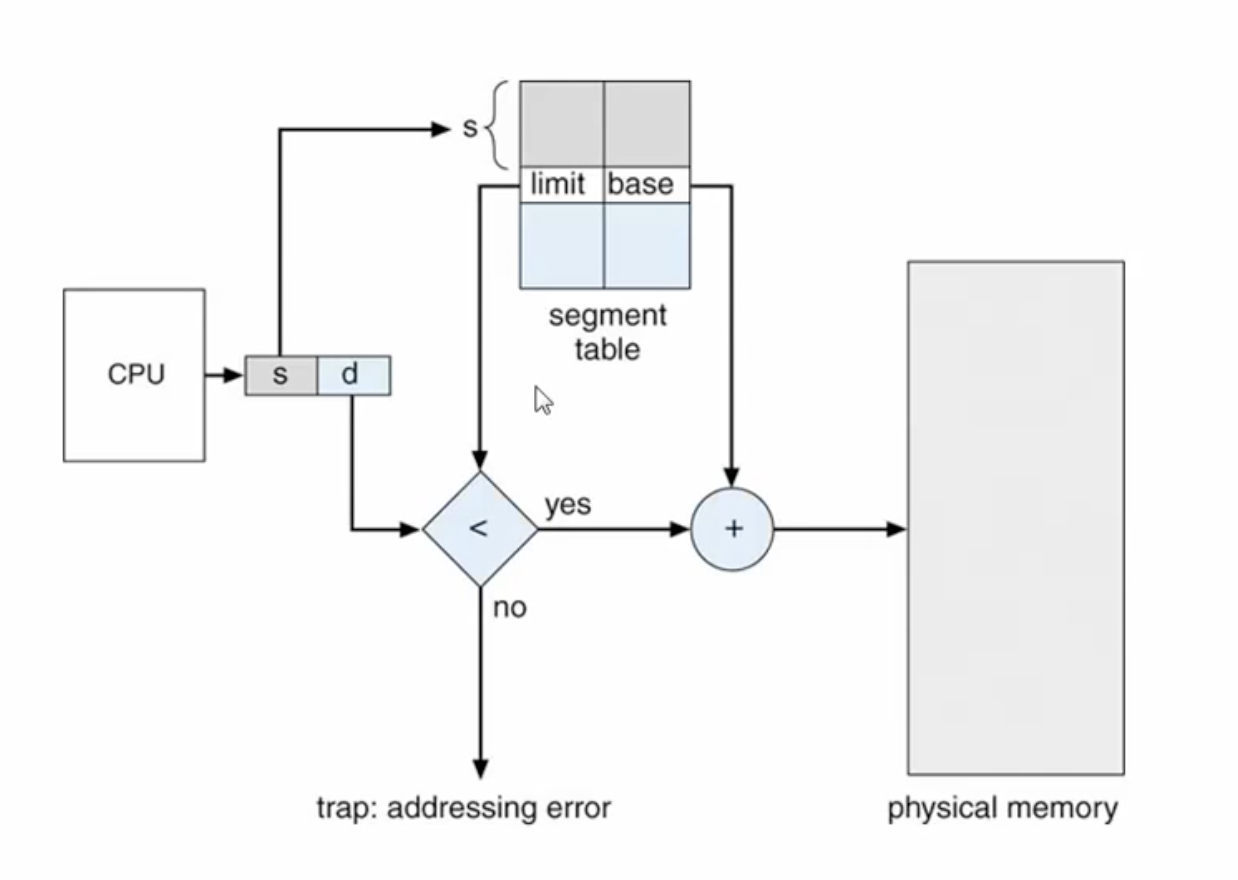 s
limit base
segment
table
CPU
s d
yes
<
+
no
trap: addressing error
physical memory